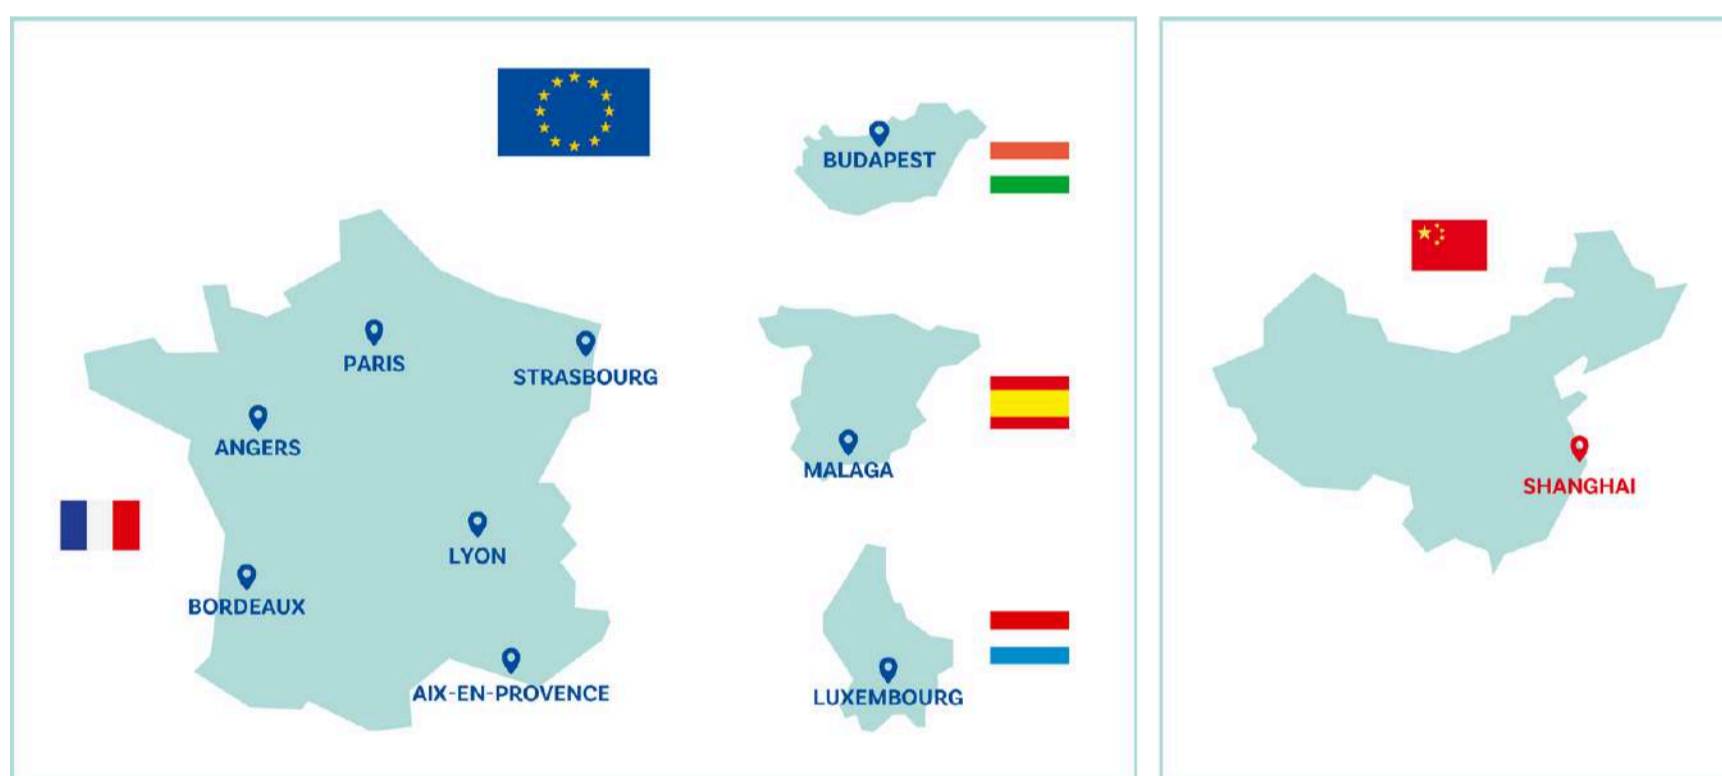 PARIS
STRASBOURG
ANGERS
LYON
BORDEAUX
AIX-EN-PROVENCE
BUDAPEST
MALAGA
LUXEMBOURG
SHANGHAI